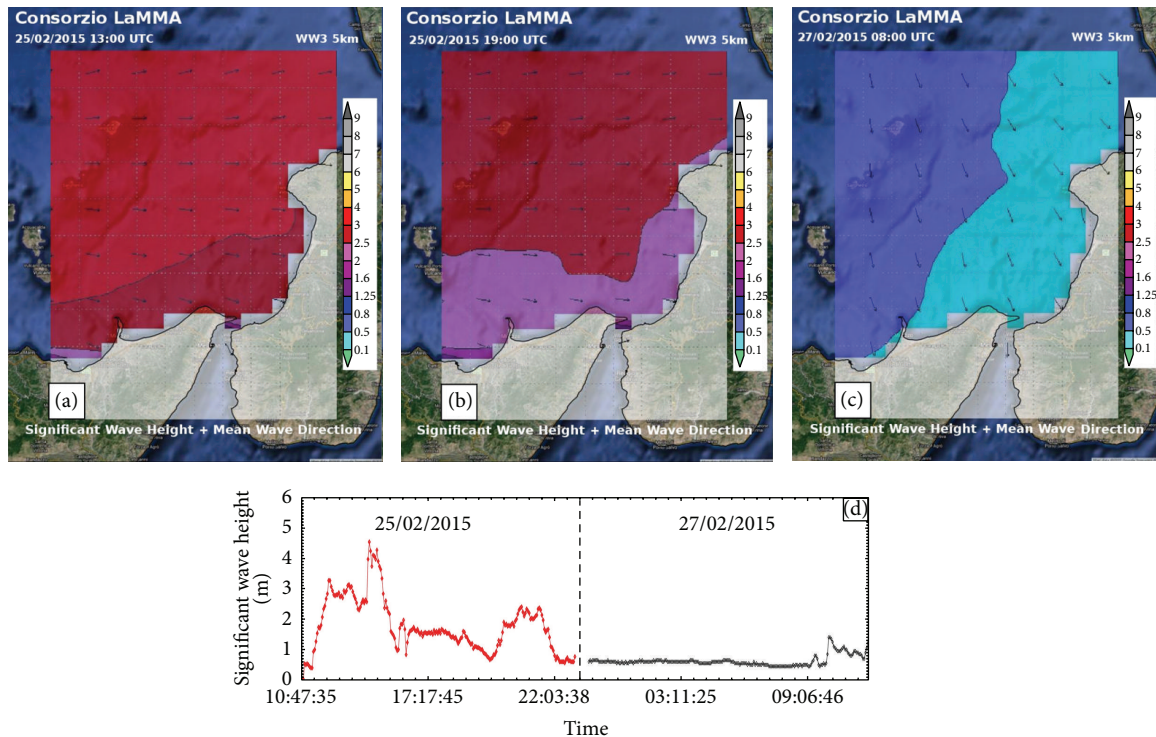 Consorzio LaMMA
25/02/2015 13:00 UTC
WW3 5km
9
8
7
6
5
4
3
2.5
2
1.6
1.25
0.8
0.5
0.1
(a)
Significant Wave Height + Mean Wave Direction
Consorzio LaMMA
25/02/2015 19:00 UTC
WW3 5km
9
8
7
6
5
4
3
2.5
2
1.6
1.25
0.8
0.5
0.1
(b)
Significant Wave Height + Mean Wave Direction
Consorzio LaMMA
27/02/2015 08:00 UTC
WW3 5km
9
8
7
6
5
4
3
2.5
2
1.6
1.25
0.8
0.5
0.1
(c)
Significant Wave Height + Mean Wave Direction
(d)
25/02/2015
27/02/2015
Significant wave height
(m)
6
5
4
3
2
1
0
10:47:35
17:17:45
22:03:38
03:11:25
09:06:46
Time